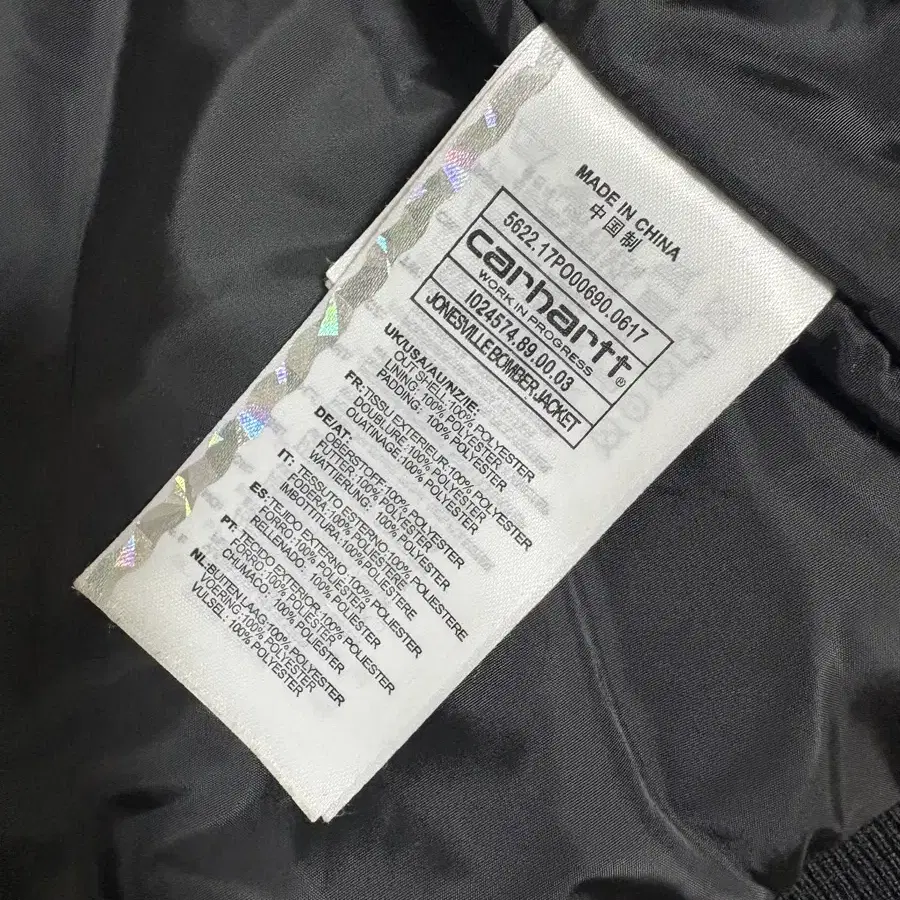 MADE IN CHINA
中国制
5622.17PO00690.0617
carhartt®
WORK IN PROGRESS
I024574.89.00.03
JONESVILLE BOMBER JACKET
UK/USA/AU/NZ/IE:
OUT SHELL:100% POLYESTER
LINING:100% POLYESTER
PADDING: 100% POLYESTER
FR:TISSU EXTERIEUR:100% POLYESTER
DOUBLURE:100% POLYESTER
OUATINAGE:100% POLYESTER
DE/AT:
OBERSTOFF:100% POLYESTER
FUTTER:100% POLYESTER
WATTIERUNG: 100% POLYESTER
IT: TESSUTO ESTERNO:100% POLIESTERE
FODERA:100% POLIESTERE
IMBOTTITURA:100%POLIESTERE
ES:TEJIDO EXTERNO:100% POLIESTER
FORRO:100% POLIESTER
RELLENADO: 100% POLIESTER
PT: TECIDO EXTERIOR:100% POLIESTER
FORRO:100% POLIESTER
CHUMACO: 100% POLIESTER
NL:BUITEN LAAG:100% POLYESTER
VOERING:100% POLYESTER
VULSEL: 100% POLYESTER